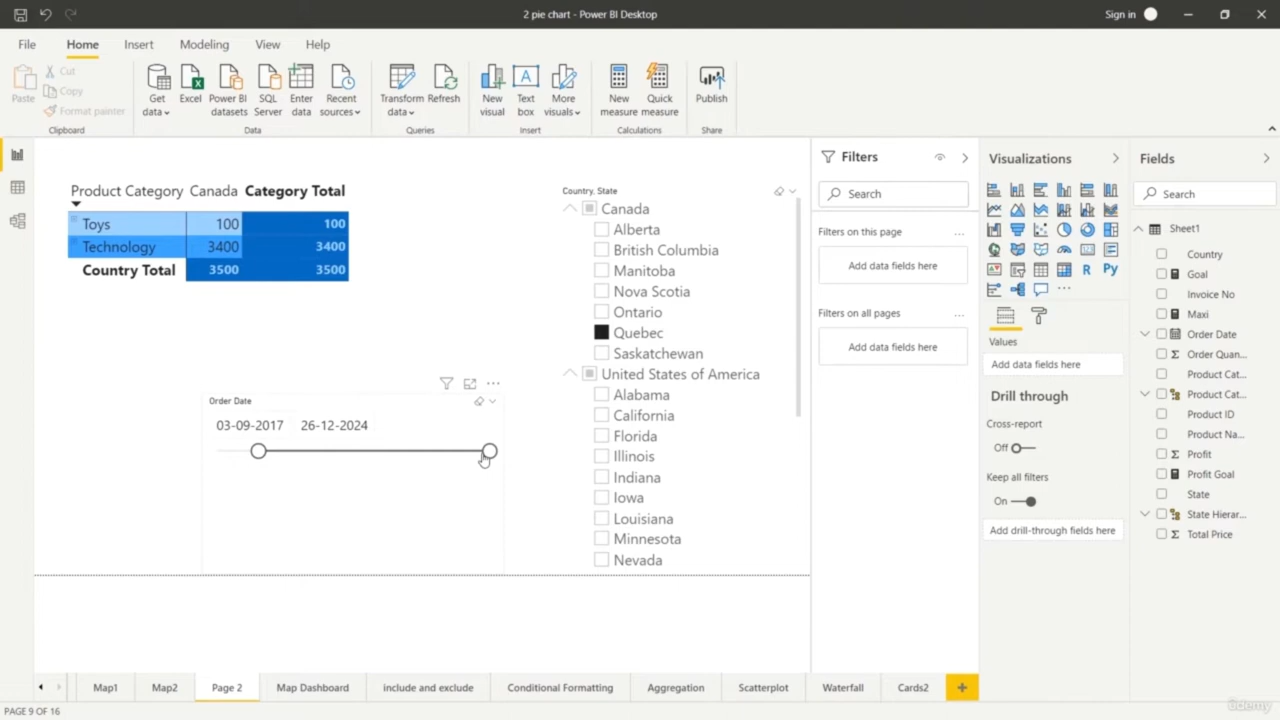 2 pie chart - Power BI Desktop
Sign in
File Home Insert Modeling View Help
Paste
Cut
Copy
Format painter
Clipboard
Get data
Excel
Power BI datasets
SQL Server
Enter data
Recent sources
Data
Transform data
Refresh
Queries
New visual
Text box
More visuals
Insert
New measure
Quick measure
Calculations
Publish
Share
Product Category Canada Category Total
Toys 100 100
Technology 3400 3400
Country Total 3500 3500
Order Date
03-09-2017 26-12-2024
Country, State
Canada
Alberta
British Columbia
Manitoba
Nova Scotia
Ontario
Quebec
Saskatchewan
United States of America
Alabama
California
Florida
Illinois
Indiana
Iowa
Louisiana
Minnesota
Nevada
Filters
Search
Filters on this page ...
Add data fields here
Filters on all pages ...
Add data fields here
Visualizations
R Py
...
Values
Add data fields here
Drill through
Cross-report
Off
Keep all filters
On
Add drill-through fields here
Fields
Search
Sheet1
Country
Goal
Invoice No
Maxi
Order Date
Σ Order Quan...
Product Cat...
Product Cat...
Product ID
Product Na...
Σ Profit
Profit Goal
State
State Hierar...
Σ Total Price
Map1 Map2 Page 2 Map Dashboard include and exclude Conditional Formatting Aggregation Scatterplot Waterfall Cards2 +
PAGE 9 OF 16
ûdemy